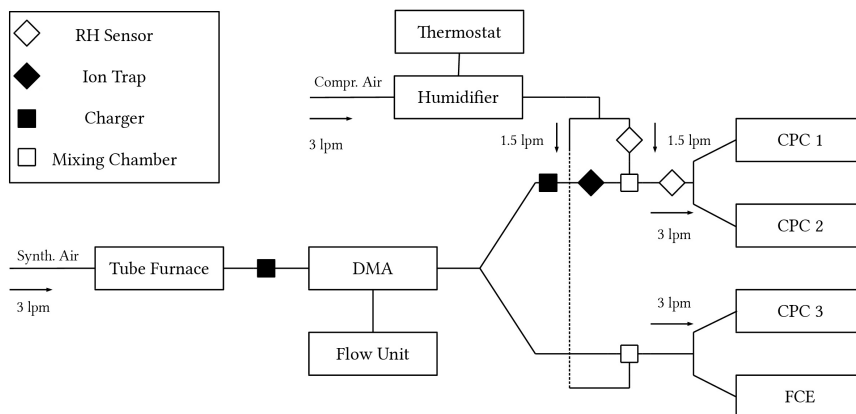 RH Sensor
Ion Trap
Charger
Mixing Chamber
Thermostat
Compr. Air
Humidifier
3 lpm
1.5 lpm
1.5 lpm
CPC 1
3 lpm
CPC 2
Synth. Air
Tube Furnace
DMA
3 lpm
3 lpm
CPC 3
Flow Unit
FCE